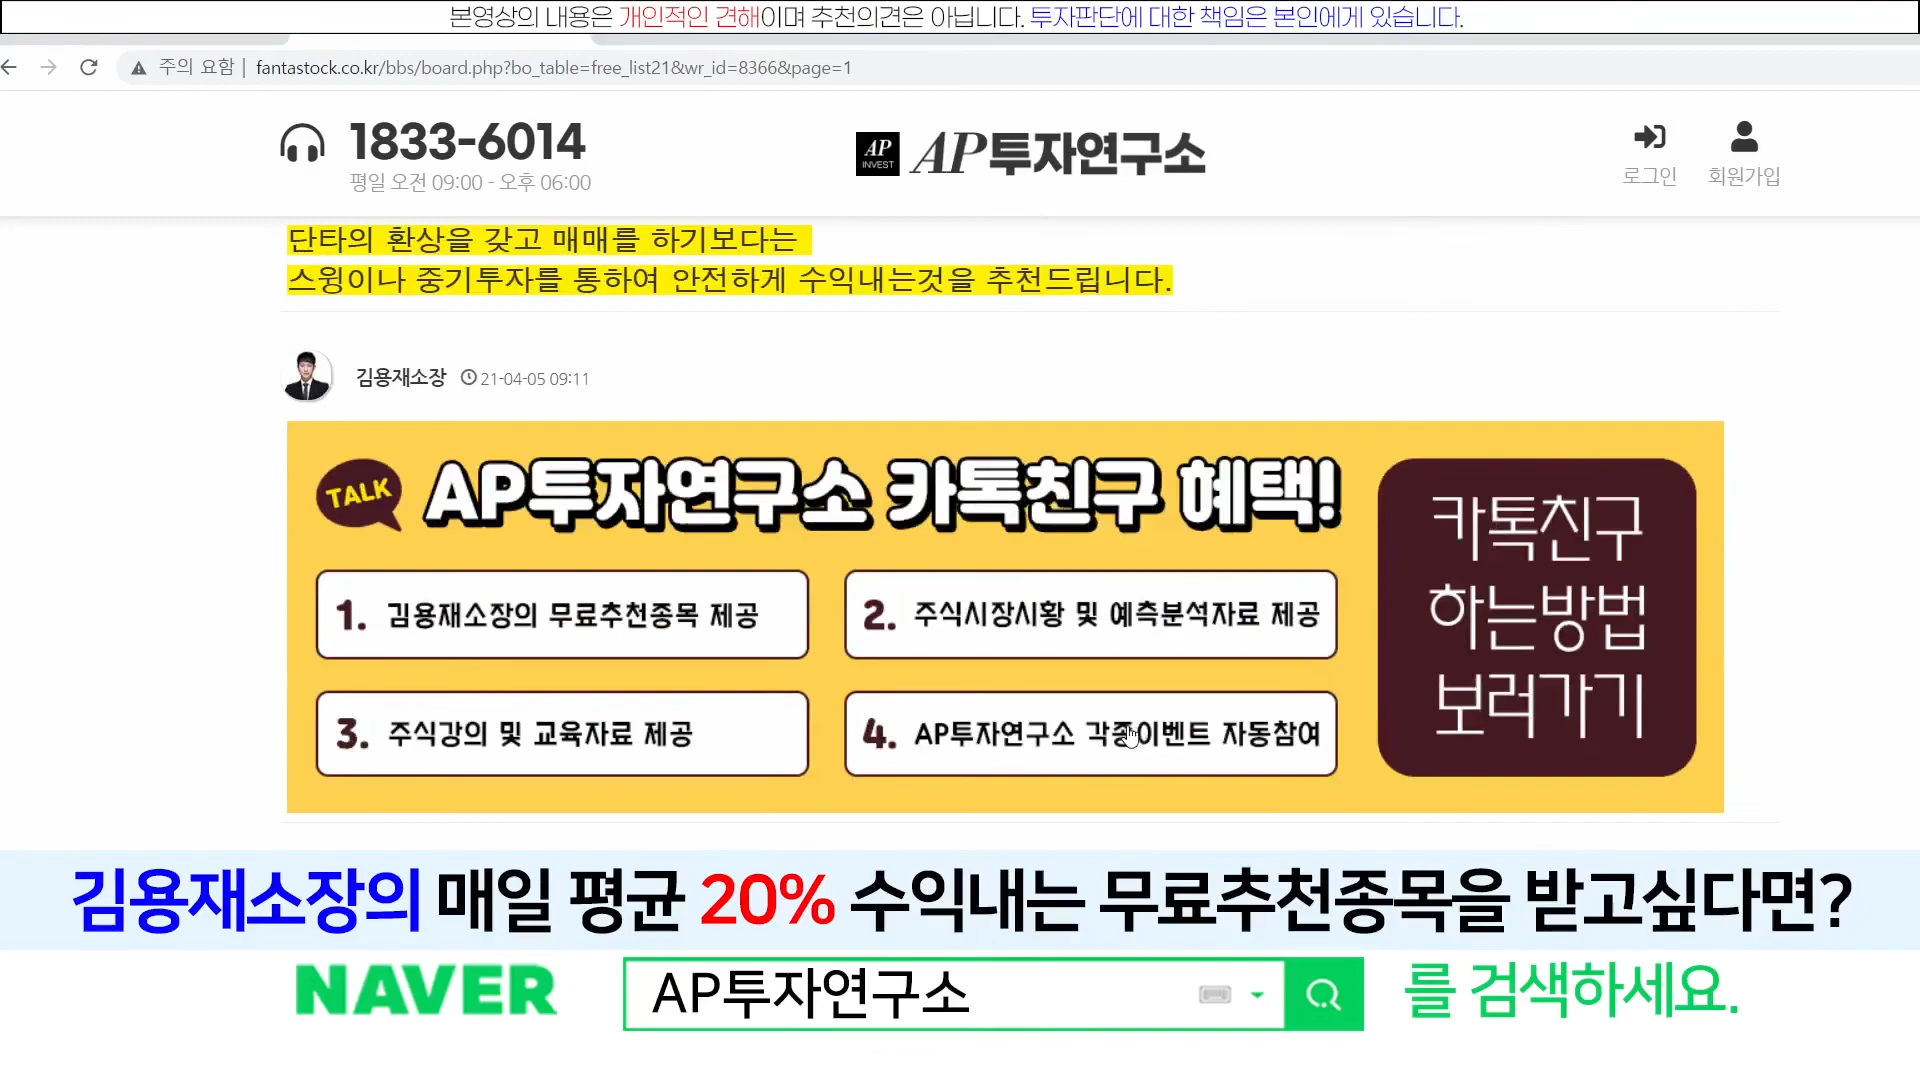 본영상의 내용은 개인적인 견해이며 추천의견은 아닙니다. 투자판단에 대한 책임은 본인에게 있습니다.
주의 요함 | fantastock.co.kr/bbs/board.php?bo_table=free_list21&wr_id=8366&page=1
1833-6014
평일 오전 09:00 - 오후 06:00
AP
INVEST
AP투자연구소
로그인
회원가입
단타의 환상을 갖고 매매를 하기보다는
스윙이나 중기투자를 통하여 안전하게 수익내는것을 추천드립니다.
김용재소장 21-04-05 09:11
TALK
AP투자연구소 카톡친구 혜택!
1. 김용재소장의 무료추천종목 제공
2. 주식시장시황 및 예측분석자료 제공
3. 주식강의 및 교육자료 제공
4. AP투자연구소 각종이벤트 자동참여
카톡친구
하는방법
보러가기
김용재소장의 매일 평균 20% 수익내는 무료추천종목을 받고싶다면?
NAVER AP투자연구소 를 검색하세요.